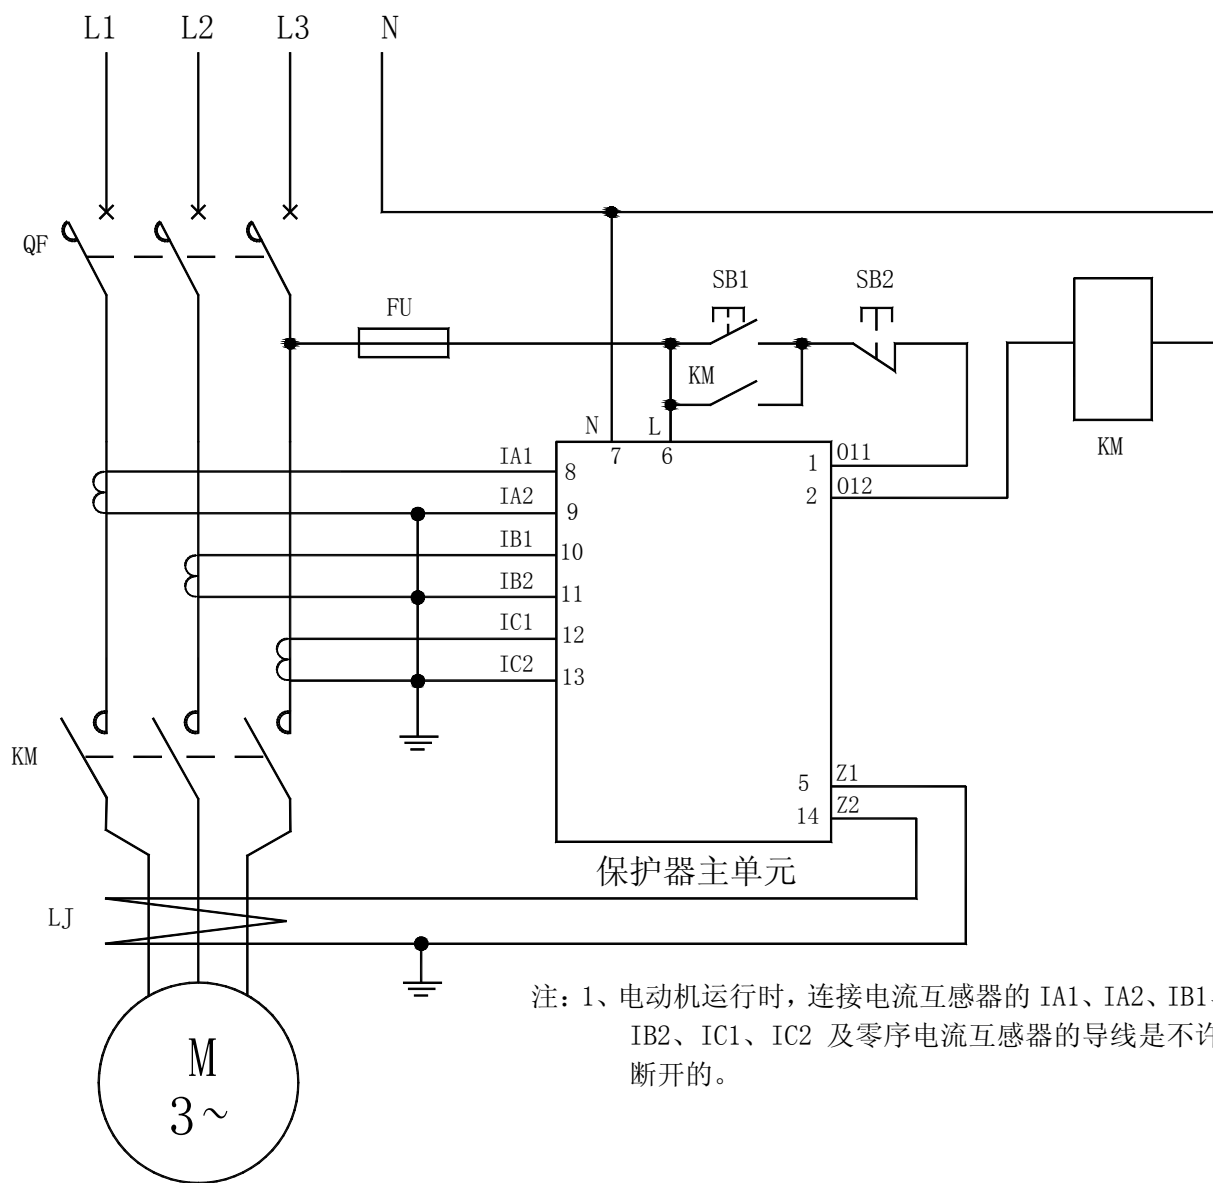 L1 L2 L3 N
QF
SB1 SB2
FU
KM
N L
7 6
KM
IA1 8
1 O11
IA2 9
2 O12
IB1 10
IB2 11
IC1 12
IC2 13
KM
5 Z1
14 Z2
保护器主单元
LJ
注：1、电动机运行时，连接电流互感器的 IA1、IA2、IB1、
IB2、IC1、IC2 及零序电流互感器的导线是不许
断开的。
M
3～